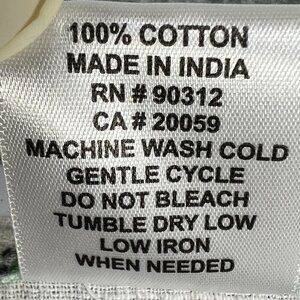 100% COTTON
MADE IN INDIA
RN # 90312
CA # 20059
MACHINE WASH COLD
GENTLE CYCLE
DO NOT BLEACH
TUMBLE DRY LOW
LOW IRON
WHEN NEEDED